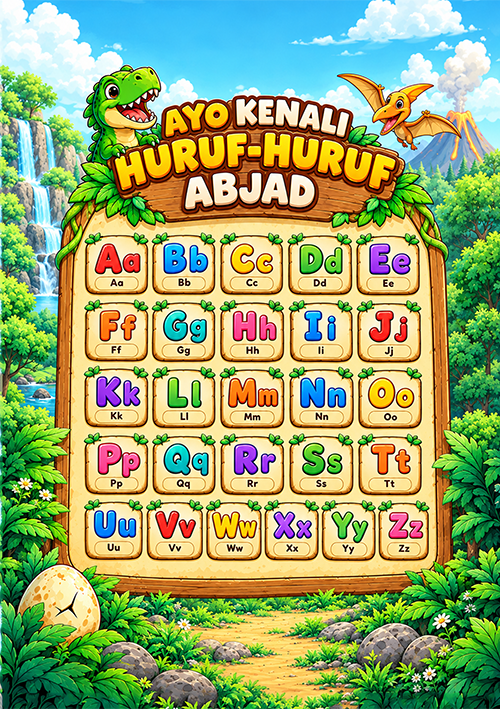 AYO KENALI
HURUF-HURUF
ABJAD
Aa Bb Cc Dd Ee
Aa Bb Cc Dd Ee
Ff Gg Hh Ii Jj
Ff Gg Hh Ii Jj
Kk Ll Mm Nn Oo
Kk Ll Mm Nn Oo
Pp Qq Rr Ss Tt
Pp Qq Rr Ss Tt
Uu Vv Ww Xx Yy Zz
Uu Vv Ww Xx Yy Zz